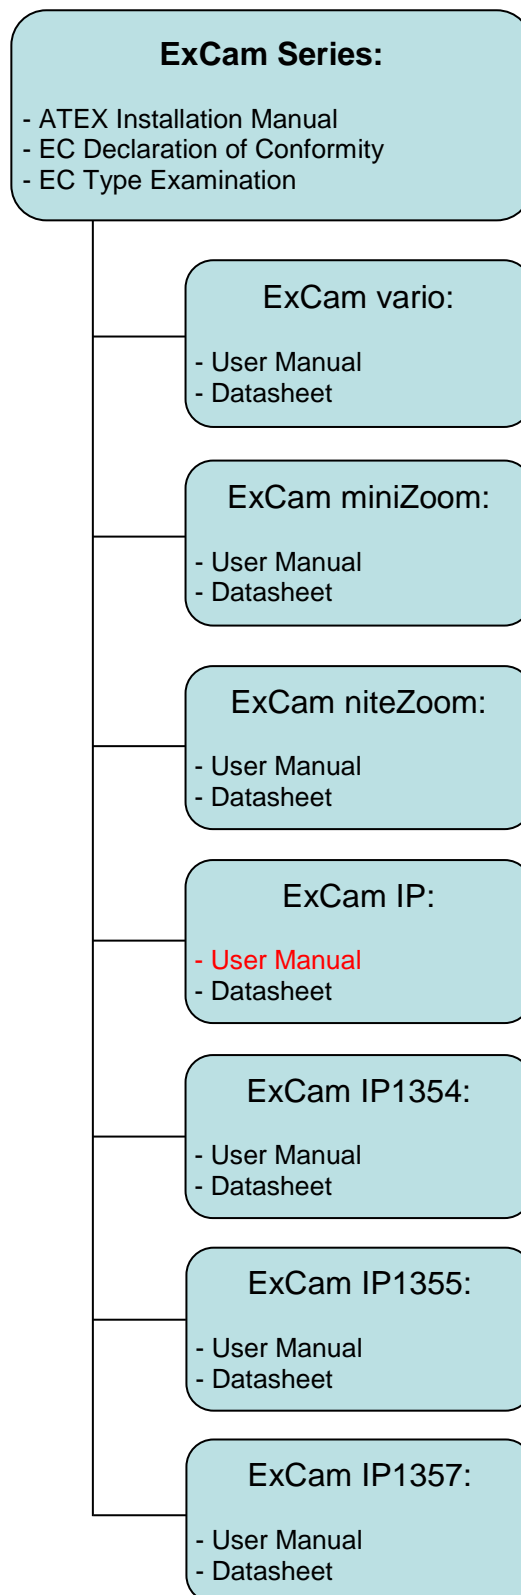 ExCam Series:
- ATEX Installation Manual
- EC Declaration of Conformity
- EC Type Examination
ExCam vario:
- User Manual
- Datasheet
ExCam miniZoom:
- User Manual
- Datasheet
ExCam niteZoom:
- User Manual
- Datasheet
ExCam IP:
- User Manual
- Datasheet
ExCam IP1354:
- User Manual
- Datasheet
ExCam IP1355:
- User Manual
- Datasheet
ExCam IP1357:
- User Manual
- Datasheet